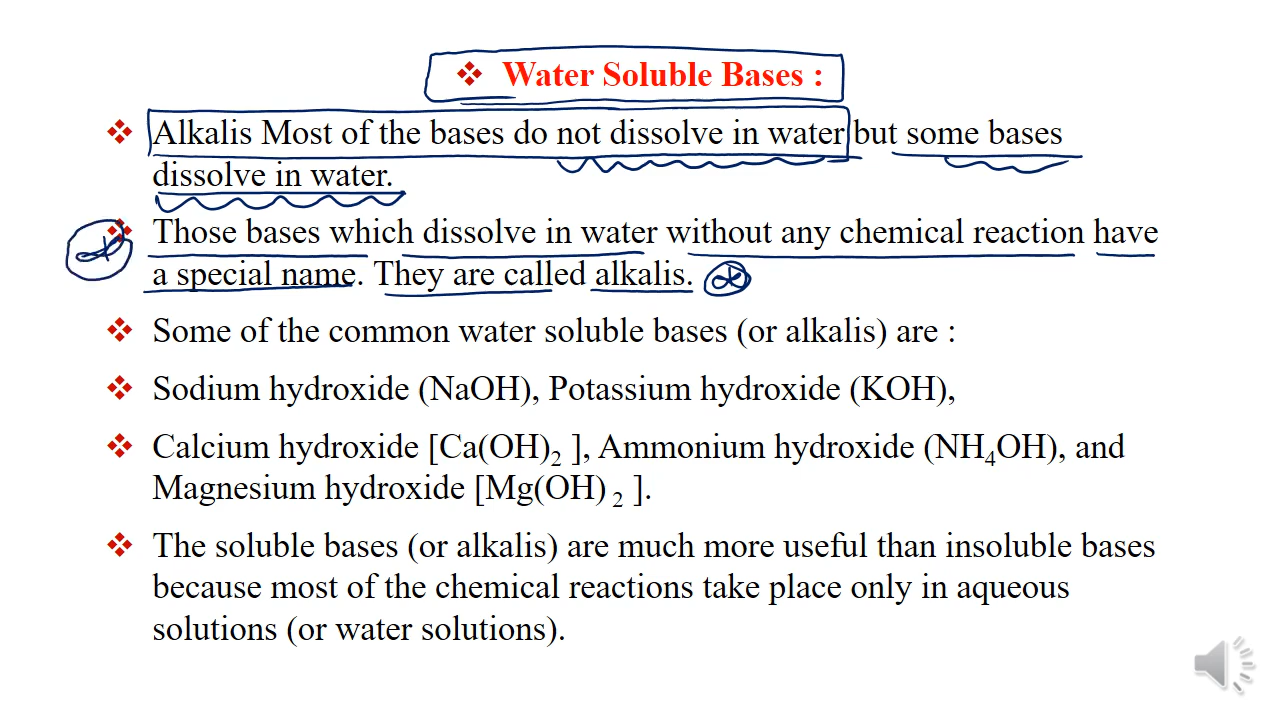 ❖ Water Soluble Bases :
❖ Alkalis Most of the bases do not dissolve in water but some bases
dissolve in water.
❖ Those bases which dissolve in water without any chemical reaction have
a special name. They are called alkalis.
❖ Some of the common water soluble bases (or alkalis) are :
❖ Sodium hydroxide (NaOH), Potassium hydroxide (KOH),
❖ Calcium hydroxide [Ca(OH)₂ ], Ammonium hydroxide (NH₄OH), and
Magnesium hydroxide [Mg(OH) ₂ ].
❖ The soluble bases (or alkalis) are much more useful than insoluble bases
because most of the chemical reactions take place only in aqueous
solutions (or water solutions).